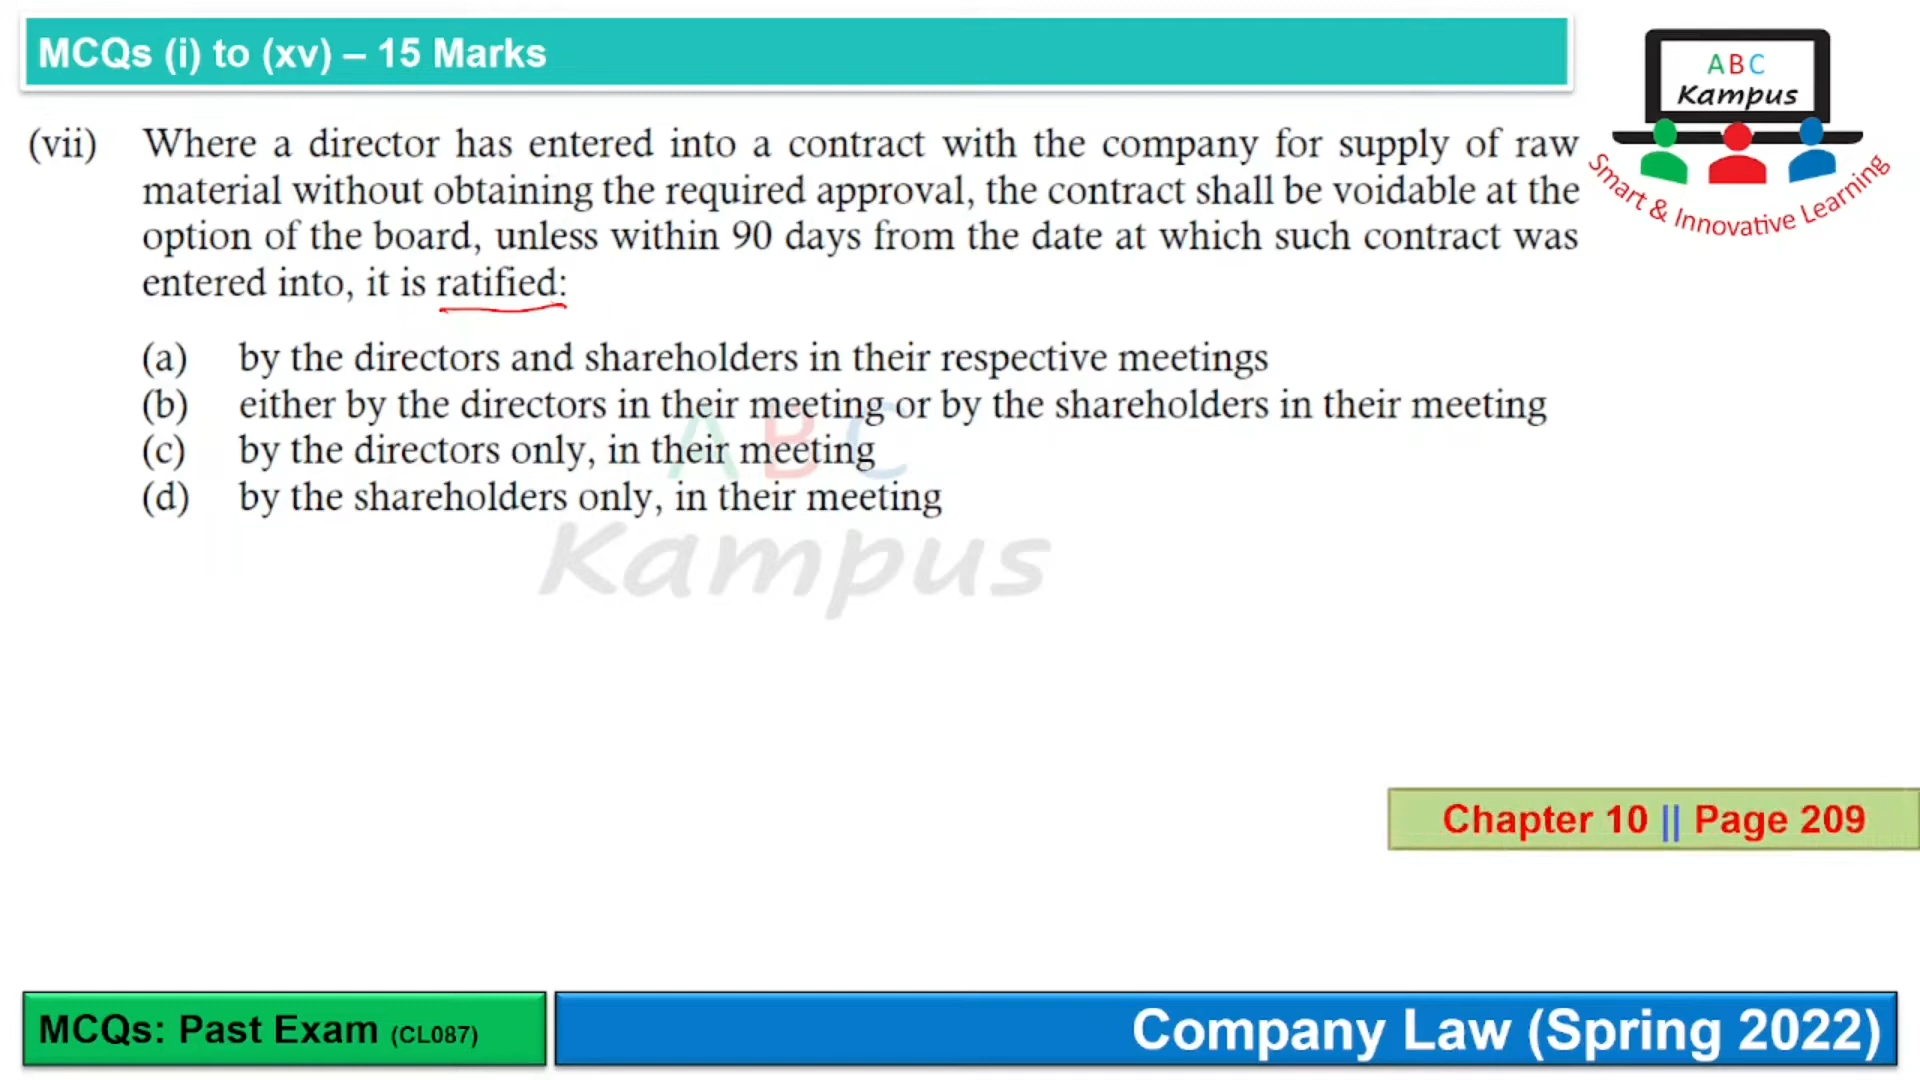 MCQs (i) to (xv) – 15 Marks
A B C
Kampus
Smart & Innovative Learning
(vii) Where a director has entered into a contract with the company for supply of raw
material without obtaining the required approval, the contract shall be voidable at the
option of the board, unless within 90 days from the date at which such contract was
entered into, it is ratified:
(a) by the directors and shareholders in their respective meetings
(b) either by the directors in their meeting or by the shareholders in their meeting
(c) by the directors only, in their meeting
(d) by the shareholders only, in their meeting
A B C
Kampus
Chapter 10 || Page 209
MCQs: Past Exam (CL087)
Company Law (Spring 2022)